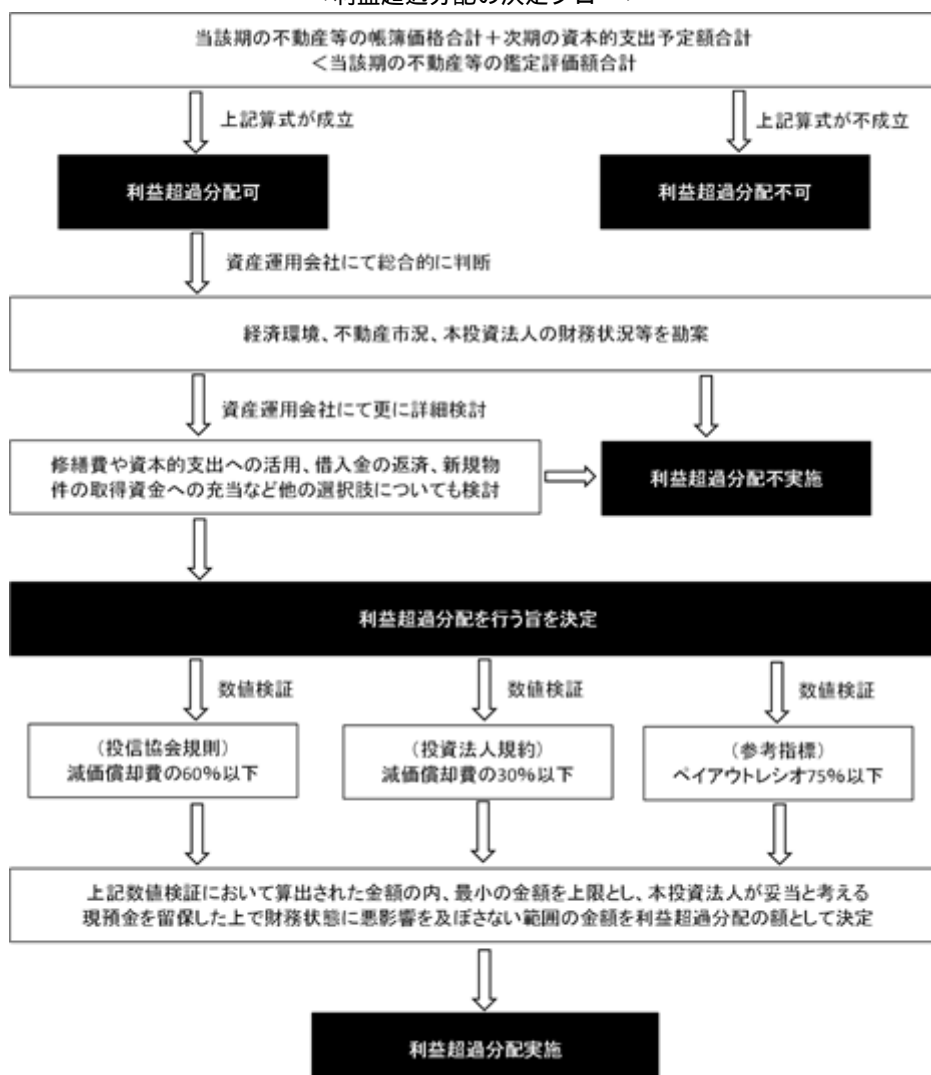 当該期の不動産等の帳簿価格合計＋次期の資本的支出予定額合計
＜当該期の不動産等の鑑定評価額合計
上記算式が成立
上記算式が不成立
利益超過分配可
利益超過分配不可
資産運用会社にて総合的に判断
経済環境、不動産市況、本投資法人の財務状況等を勘案
資産運用会社にて更に詳細検討
修繕費や資本的支出への活用、借入金の返済、新規物
件の取得資金への充当など他の選択肢についても検討
利益超過分配不実施
利益超過分配を行う旨を決定
数値検証
数値検証
数値検証
（投信協会規則）
減価償却費の60％以下
（投資法人規約）
減価償却費の30％以下
（参考指標）
ペイアウトレシオ75％以下
上記数値検証において算出された金額の内、最小の金額を上限とし、本投資法人が妥当と考える
現預金を留保した上で財務状態に悪影響を及ぼさない範囲の金額を利益超過分配の額として決定
利益超過分配実施